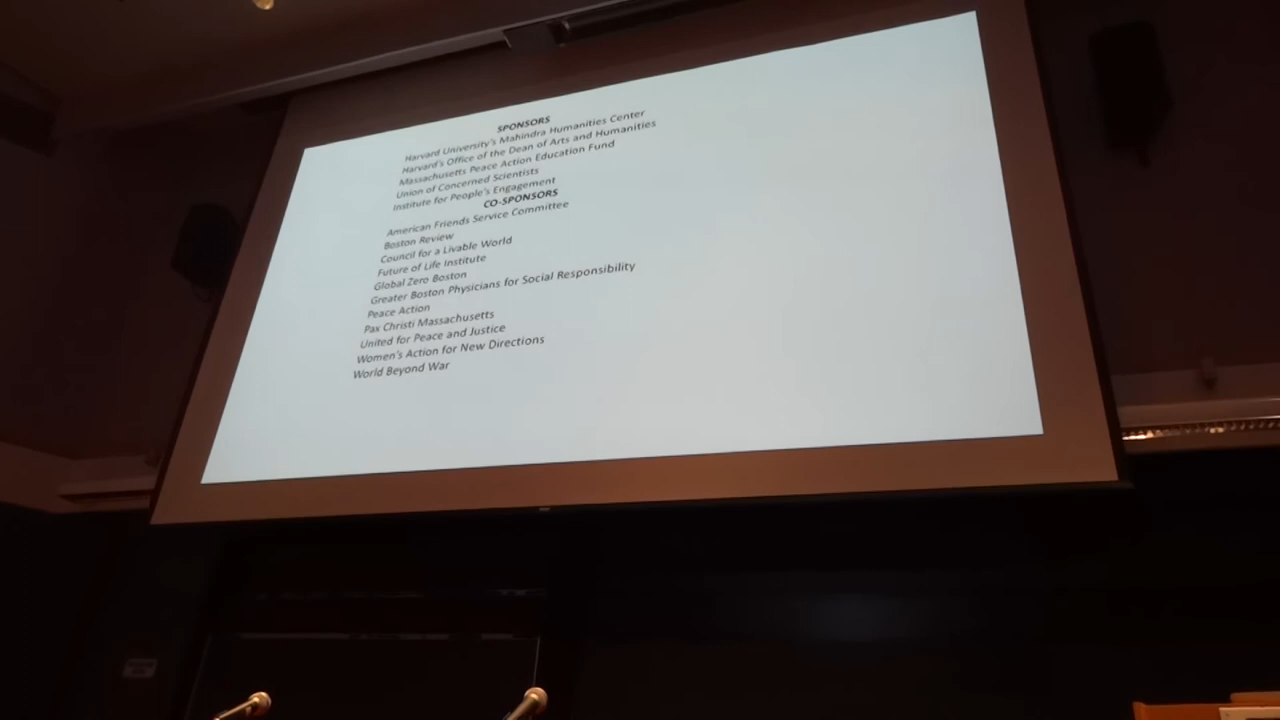 SPONSORS
Harvard University's Mahindra Humanities Center
Harvard's Office of the Dean of Arts and Humanities
Massachusetts Peace Action Education Fund
Union of Concerned Scientists
Institute for People's Engagement
CO-SPONSORS
American Friends Service Committee
Boston Review
Council for a Livable World
Future of Life Institute
Global Zero Boston
Greater Boston Physicians for Social Responsibility
Peace Action
Pax Christi Massachusetts
United for Peace and Justice
Women's Action for New Directions
World Beyond War